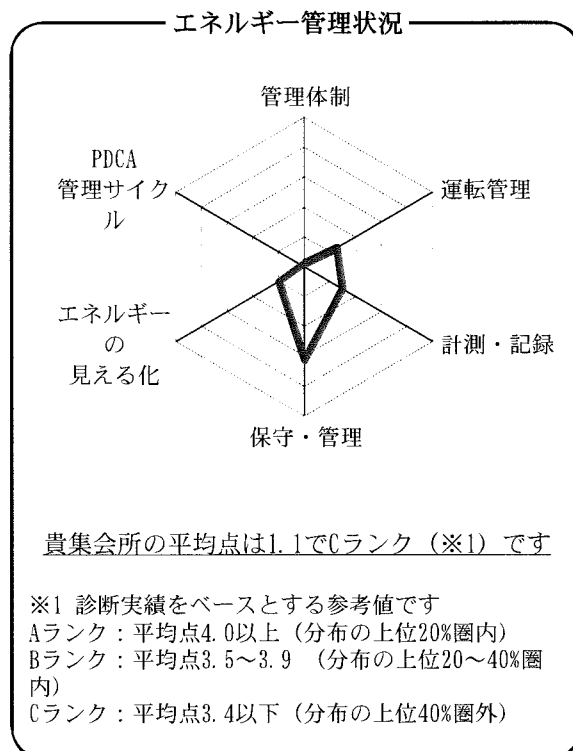 エネルギー管理状況
管理体制
PDCA
管理サイク
ル
運転管理
エネルギー
の
見える化
計測・記録
保守・管理
貴集会所の平均点は1.1でCランク（※1）です
※1 診断実績をベースとする参考値です
Aランク：平均点4.0以上（分布の上位20%圏内）
Bランク：平均点3.5～3.9 （分布の上位20～40%圏
内）
Cランク：平均点3.4以下（分布の上位40%圏外）